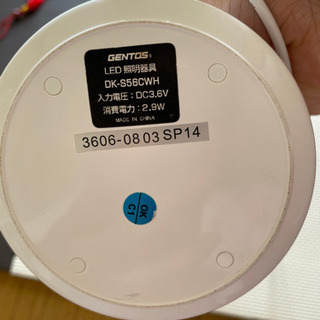 GENTOS
LED 照明器具
DK-S56CWH
入力電圧：DC3.6V
消費電力：2.9W
MADE IN CHINA
3606-08 03 SP14
OK
C1